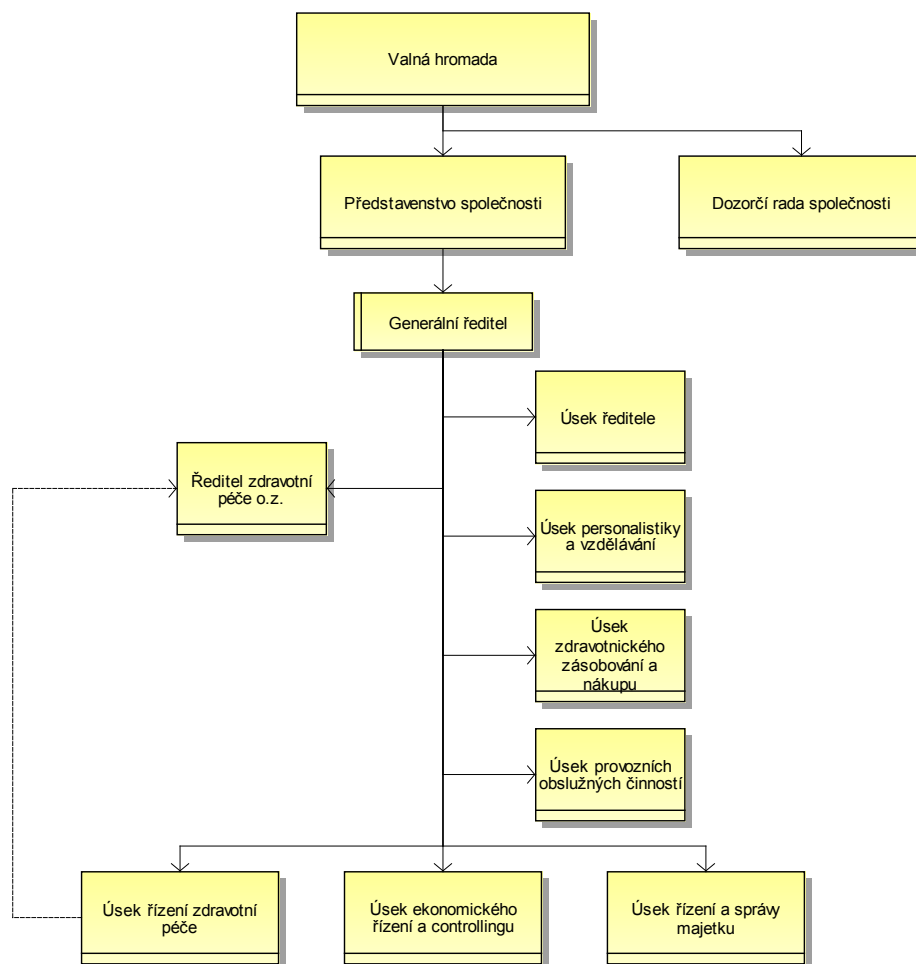 Valná hromada
Představenstvo společnosti
Dozorčí rada společnosti
Generální ředitel
Úsek ředitele
Ředitel zdravotní
péče o.z.
Úsek personalistiky
a vzdělávání
Úsek
zdravotnického
zásobování a
nákupu
Úsek provozních
obslužných činností
Úsek řízení zdravotní
péče
Úsek ekonomického
řízení a controllingu
Úsek řízení a správy
majetku